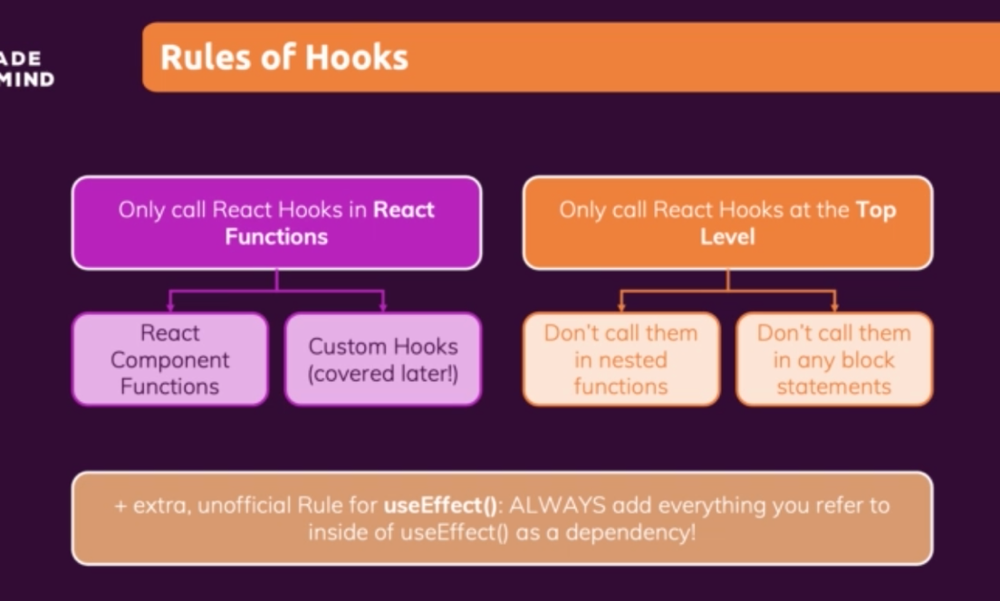 ADE
MIND
Rules of Hooks
Only call React Hooks in React
Functions
Only call React Hooks at the Top
Level
React
Component
Functions
Custom Hooks
(covered later!)
Don't call them
in nested
functions
Don't call them
in any block
statements
+ extra, unofficial Rule for useEffect(): ALWAYS add everything you refer to
inside of useEffect() as a dependency!